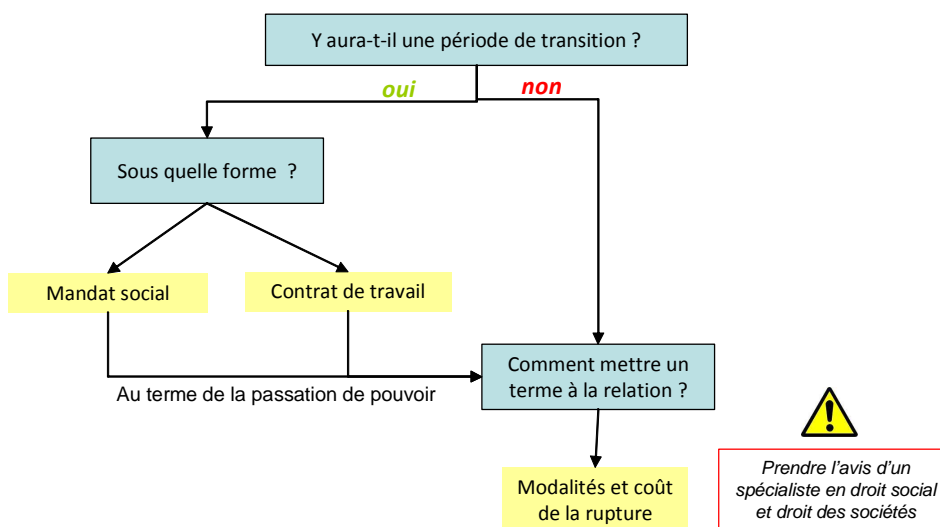 Y aura-t-il une période de transition ?
oui
non
Sous quelle forme  ?
Mandat social
Contrat de travail
Au terme de la passation de pouvoir
Comment mettre un
terme à la relation ?
Modalités et coût
de la rupture
Prendre l'avis d'un
spécialiste en droit social
et droit des sociétés